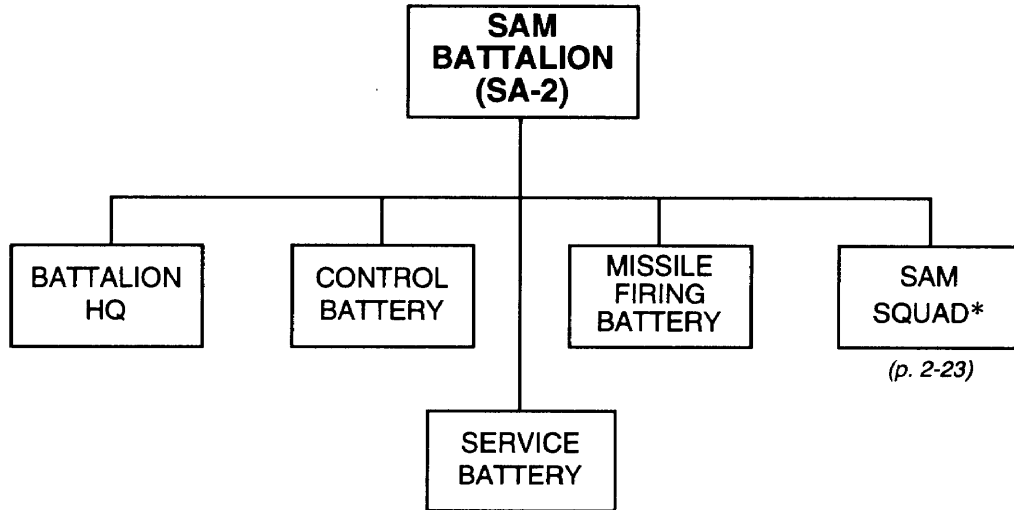 SAM
BATTALION
(SA-2)
BATTALION
HQ
CONTROL
BATTERY
MISSILE
FIRING
BATTERY
SAM
SQUAD*
(p. 2-23)
SERVICE
BATTERY